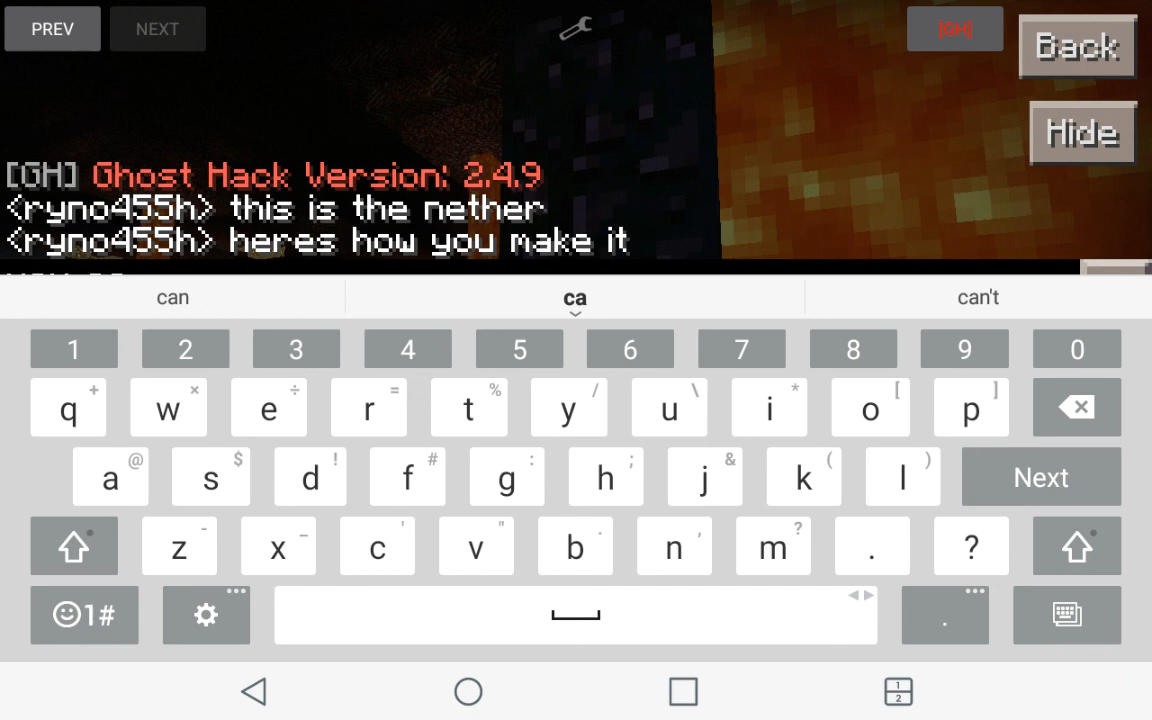 PREV
NEXT
[GH]
Back
Hide
[GH] Ghost Hack Version: 2.4.9
<ryno455h> this is the nether
<ryno455h> heres how you make it
can
ca
can't
1 2 3 4 5 6 7 8 9 0
q + w × e ÷ r = t % y / u \ i * o [ p ]
a @ s $ d ! f # g : h ; j & k ( l ) Next
z - x _ c ' v " b . n , m ? . ?
1# .
1
2